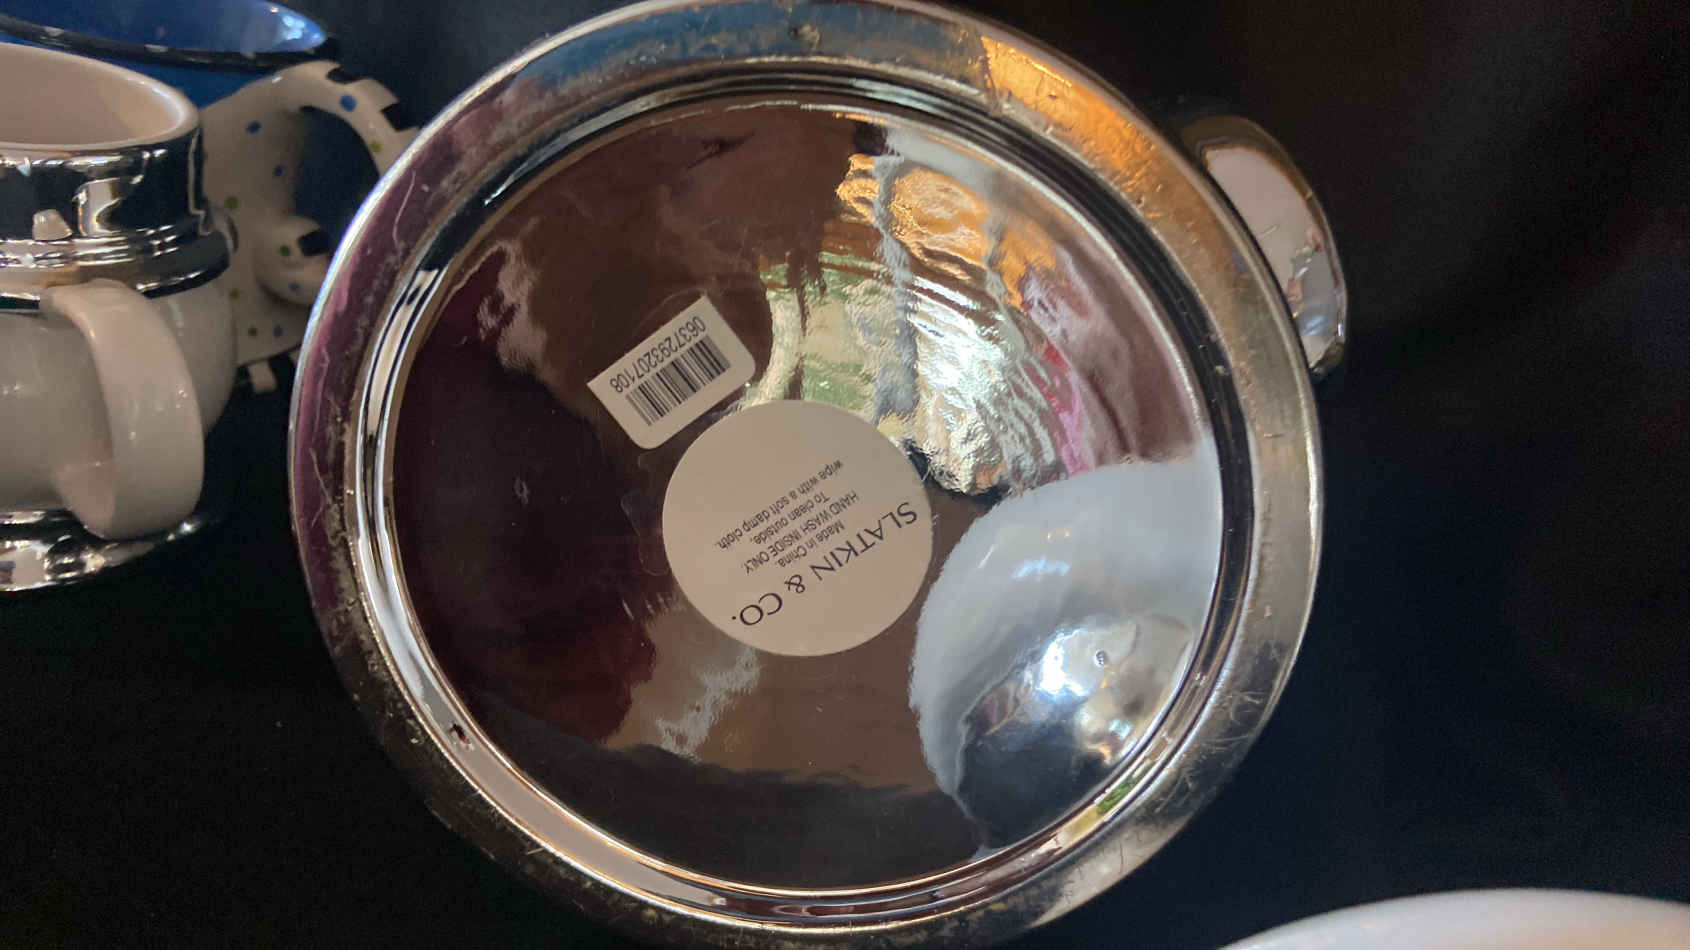 SLATKIN & CO.
Made in China.
HAND WASH INSIDE ONLY.
To clean outside,
wipe with a soft damp cloth.
0637293207108